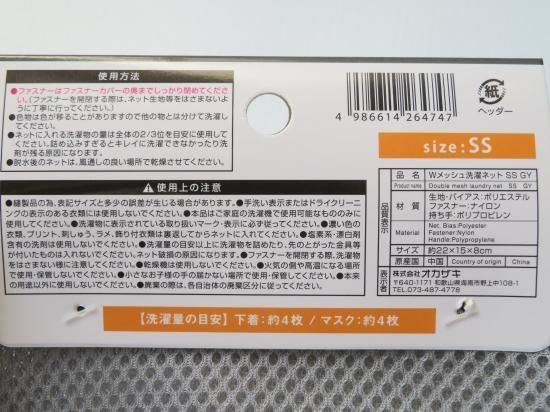 使用方法
●ファスナーはファスナーカバーの奥までしっかり閉めてくださ
い。(ファスナーを開閉する際は、ネット生地等をはさまないよ
うに丁寧に行ってください。)
●色物は色が移ることがありますので他の物とは分けて洗濯
してください。
●ネットに入れる洗濯物の量は全体の2/3位を目安に使用して
ください。詰め込みすぎるとキレイに洗濯できなかったり洗
剤が残る原因になります。
●脱水後のネットは、風通しの良い場所で乾燥させてください。
4 986614 264747
紙
ヘッダー
size:SS
使用上の注意
●縫製品の為、表記サイズと多少の誤差が生じる場合があります。●手洗い表示またはドライクリーニ
ングの表示のある衣類には使用しないでください。●本品はご家庭の洗濯機で使用可能なもののみに
使用してください。●洗濯物に表示されている取り扱いマーク・表示に必ず従ってください。●濃い色の
衣類、プリント、刺しゅう、ラメ、飾り付衣類は裏返してからネットに入れてください。●塩素系・漂白剤
含有の洗剤は使用しないでください。●洗濯量の目安以上に洗濯物を詰めたり、先のとがった金具等
が付いたものは入れないでください。ネット破損の原因になります。●ファスナーを開閉する際、洗濯物
をはさまない様に注意してください。●乾燥機は使用しないでください。●火気の側や高温になる場所
で使用・保管しないでください。●小さなお子様の手の届かない場所で使用・保管してください。●本来
の用途以外に使用しないでください。●廃棄の際は、各自治体の廃棄区分に従ってください。
【洗濯量の目安】下着:約4枚 / マスク:約4枚
品質表示
品 名
Product name
Wメッシュ洗濯ネット SS GY
Double mesh laundry net SS GY
材 質
Material
生地・バイアス:ポリエステル
ファスナー:ナイロン
持ち手:ポリプロピレン
Net, Bias:Polyester
Fastener:Nylon
Handle:Polypropylene
サイズ
約22×15×8cm
原産国
中国
Country of origin
China
表示者
株式会社オカザキ
〒640-1171 和歌山県海南市野上中108-1
TEL.073-487-4778